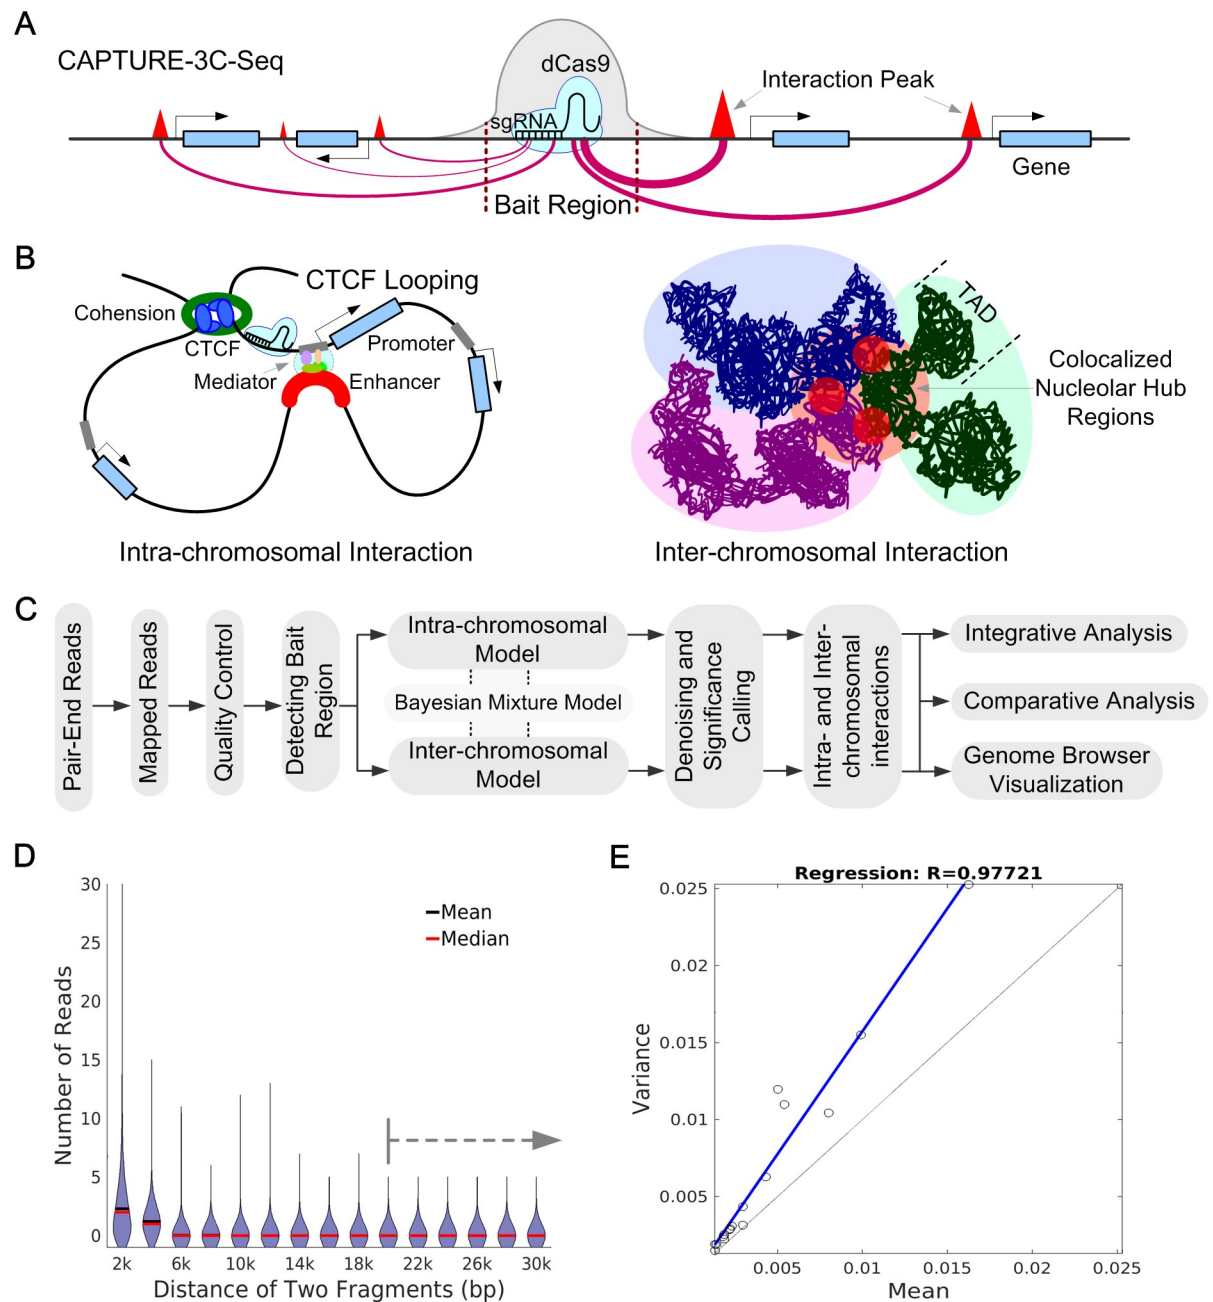 A
CAPTURE-3C-Seq
dCas9
Interaction Peak
sgRNA
Gene
Bait Region
B
CTCF Looping
Cohension
CTCF
Promoter
Mediator
Enhancer
TAD
Colocalized
Nucleolar Hub
Regions
Intra-chromosomal Interaction
Inter-chromosomal Interaction
C
Pair-End Reads
Mapped Reads
Quality Control
Detecting Bait
Region
Intra-chromosomal
Model
Bayesian Mixture Model
Inter-chromosomal
Model
Denoising and
Significance
Calling
Intra- and Inter-
chromosomal
interactions
Integrative Analysis
Comparative Analysis
Genome Browser
Visualization
D
30
25
20
15
10
5
0
Number of Reads
Mean
Median
2k
6k
10k
14k
18k
22k
26k
30k
Distance of Two Fragments (bp)
E
Regression: R=0.97721
0.025
0.02
0.015
0.01
0.005
Variance
0.005
0.01
0.015
0.02
0.025
Mean